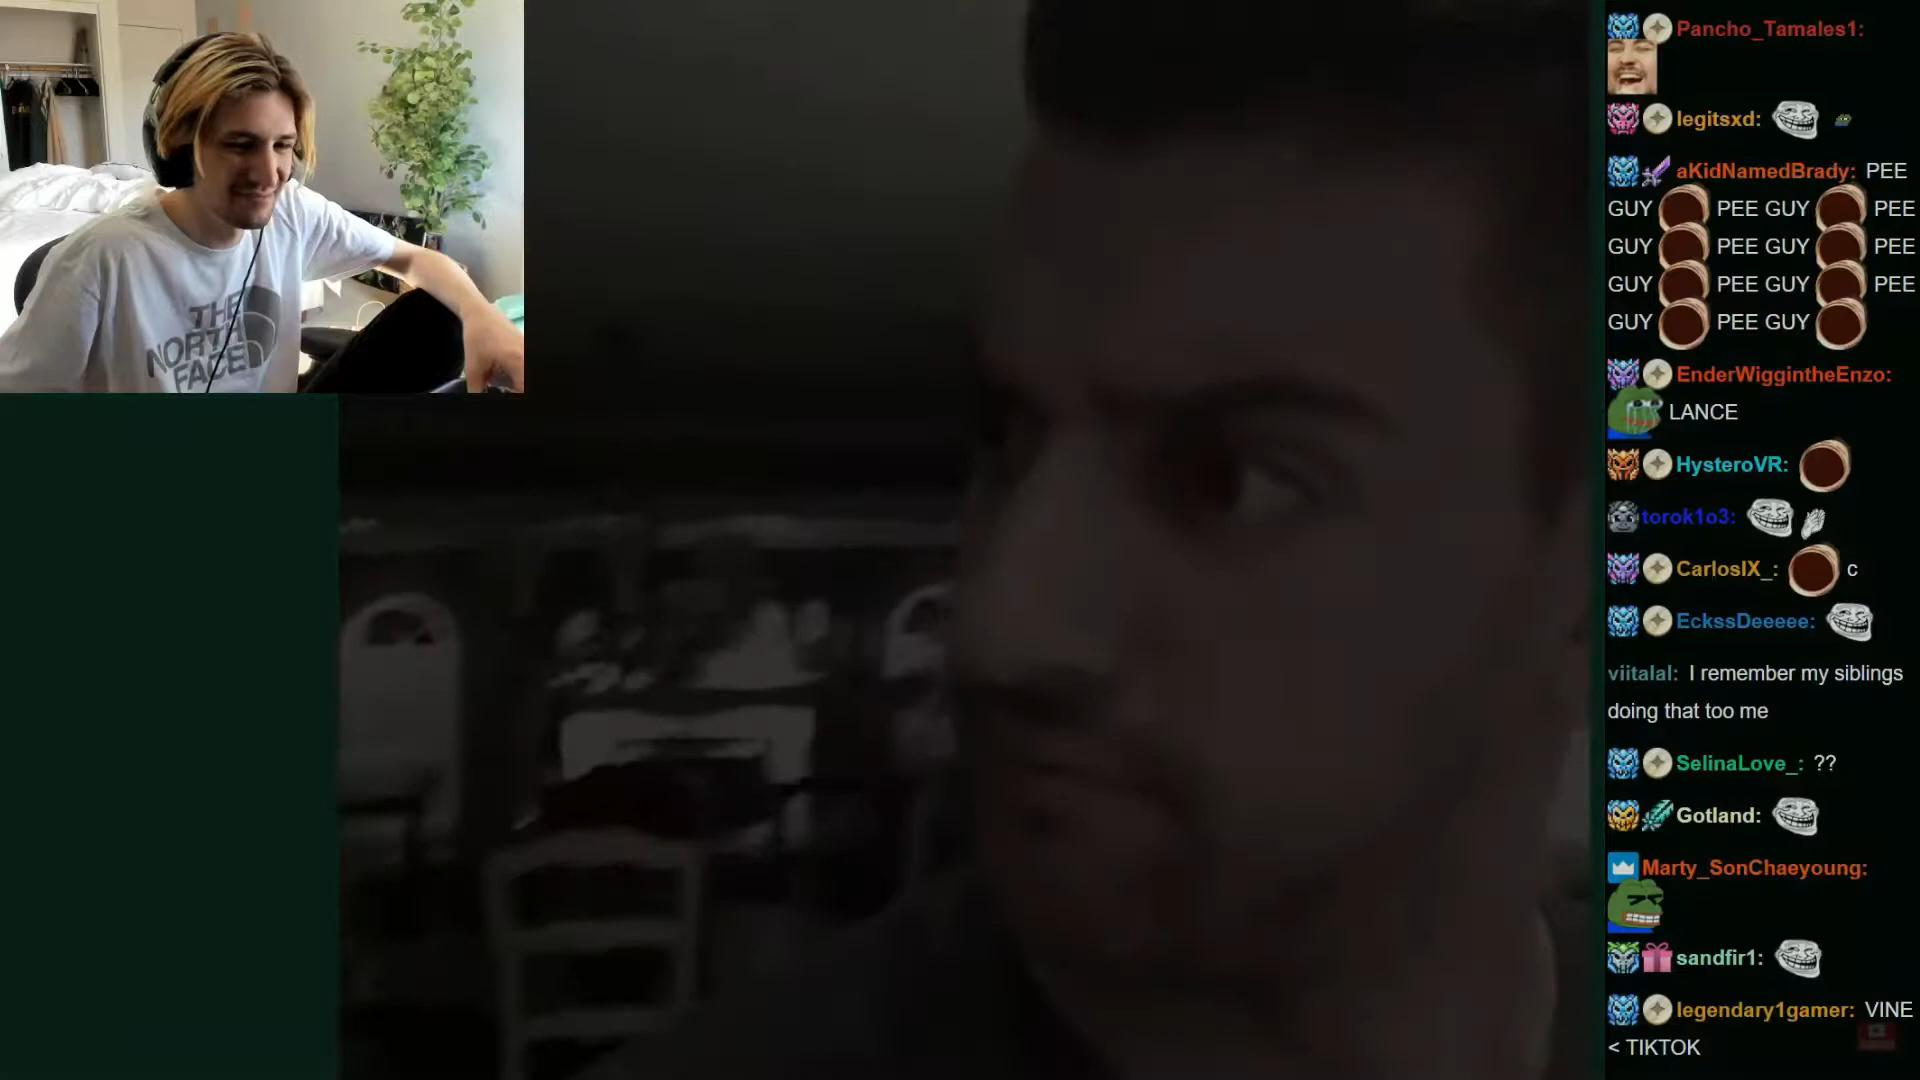 THE
NORTH
FACE
Pancho_Tamales1:
legitsxd:
aKidNamedBrady: PEE
GUY PEE GUY PEE
GUY PEE GUY PEE
GUY PEE GUY PEE
GUY PEE GUY
EnderWiggintheEnzo:
LANCE
HysteroVR:
torok1o3:
CarlosIX_: c
EckssDeeeee:
viitalal: I remember my siblings
doing that too me
SelinaLove_: ??
Gotland:
Marty_SonChaeyoung:
sandfir1:
legendary1gamer: VINE
< TIKTOK